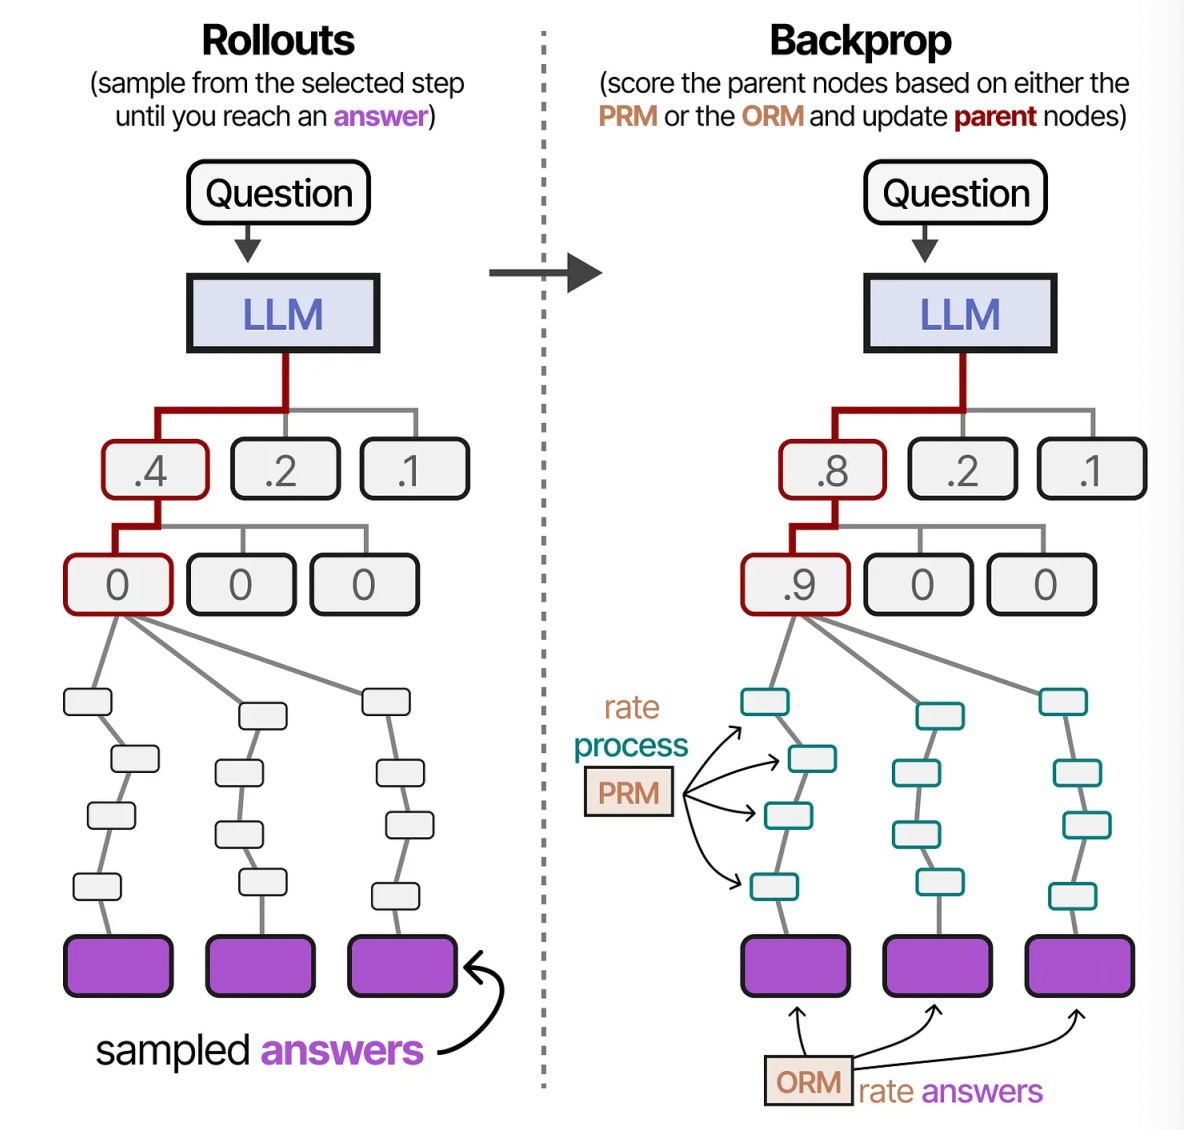 Rollouts
(sample from the selected step
until you reach an answer)
Question
LLM
.4
.2
.1
0
0
0
sampled answers
Backprop
(score the parent nodes based on either the
PRM or the ORM and update parent nodes)
Question
LLM
.8
.2
.1
.9
0
0
rate
process
PRM
ORM
rate answers